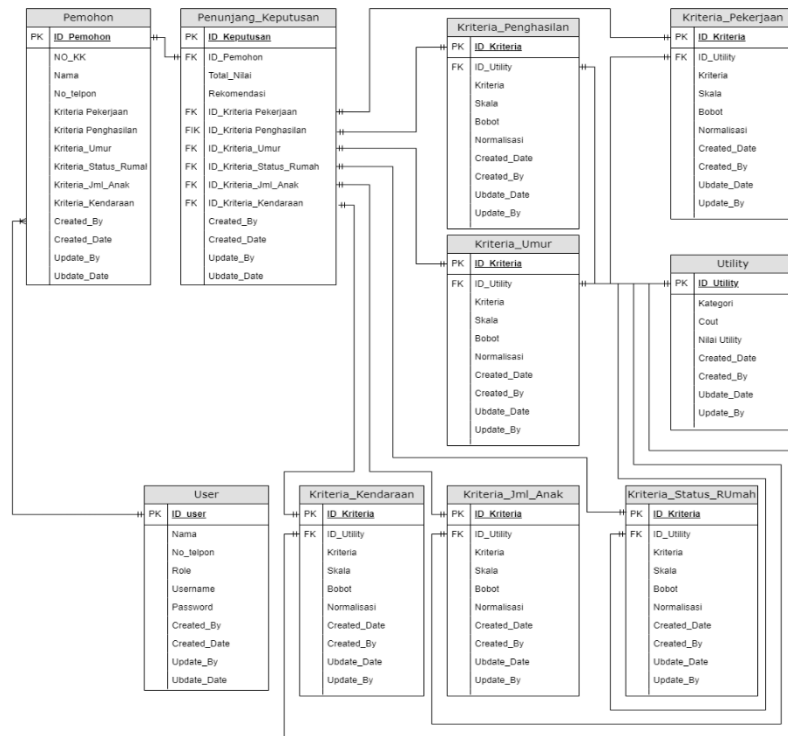 Pemohon
PK ID_Pemohon
NO_KK
Nama
No_telpon
Kriteria Pekerjaan
Kriteria Penghasilan
Kriteria_Umur
Kriteria_Status_Rumal
Kriteria_Jml_Anak
Kriteria_Kendaraan
Created_By
Created_Date
Update_By
Ubdate_Date
Penunjang_Keputusan
PK ID_Keputusan
FK ID_Pemohon
Total_Nilai
Rekomendasi
FK ID_Kriteria Pekerjaan
FIK ID_Kriteria Penghasilan
FK ID_Kriteria_Umur
FK ID_Kriteria_Status_Rumah
FK ID_Kriteria_Jml_Anak
FK ID_Kriteria_Kendaraan
Created_By
Created_Date
Update_By
Ubdate_Date
Kriteria_Penghasilan
PK ID_Kriteria
FK ID_Utility
Kriteria
Skala
Bobot
Normalisasi
Created_Date
Created_By
Ubdate_Date
Update_By
Kriteria_Pekerjaan
PK ID_Kriteria
FK ID_Utility
Kriteria
Skala
Bobot
Normalisasi
Created_Date
Created_By
Ubdate_Date
Update_By
Kriteria_Umur
PK ID_Kriteria
FK ID_Utility
Kriteria
Skala
Bobot
Normalisasi
Created_Date
Created_By
Ubdate_Date
Update_By
Utility
PK ID_Utility
Kategori
Cout
Nilai Utility
Created_Date
Created_By
Ubdate_Date
Update_By
User
PK ID_user
Nama
No_telpon
Role
Username
Password
Created_By
Created_Date
Update_By
Ubdate_Date
Kriteria_Kendaraan
PK ID_Kriteria
FK ID_Utility
Kriteria
Skala
Bobot
Normalisasi
Created_Date
Created_By
Ubdate_Date
Update_By
Kriteria_Jml_Anak
PK ID_Kriteria
FK ID_Utility
Kriteria
Skala
Bobot
Normalisasi
Created_Date
Created_By
Ubdate_Date
Update_By
Kriteria_Status_RUmah
PK ID_Kriteria
FK ID_Utility
Kriteria
Skala
Bobot
Normalisasi
Created_Date
Created_By
Ubdate_Date
Update_By